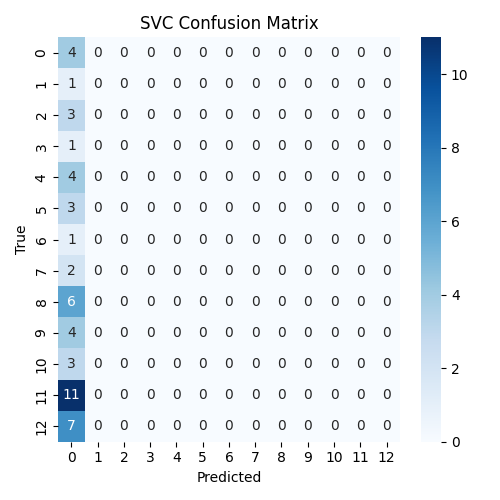 SVC Confusion Matrix
0 4 0 0 0 0 0 0 0 0 0 0 0 0
1 1 0 0 0 0 0 0 0 0 0 0 0 0
2 3 0 0 0 0 0 0 0 0 0 0 0 0
3 1 0 0 0 0 0 0 0 0 0 0 0 0
4 4 0 0 0 0 0 0 0 0 0 0 0 0
5 3 0 0 0 0 0 0 0 0 0 0 0 0
6 1 0 0 0 0 0 0 0 0 0 0 0 0
7 2 0 0 0 0 0 0 0 0 0 0 0 0
8 6 0 0 0 0 0 0 0 0 0 0 0 0
9 4 0 0 0 0 0 0 0 0 0 0 0 0
10 3 0 0 0 0 0 0 0 0 0 0 0 0
11 11 0 0 0 0 0 0 0 0 0 0 0 0
12 7 0 0 0 0 0 0 0 0 0 0 0 0
0 1 2 3 4 5 6 7 8 9 10 11 12
Predicted
True
10
8
6
4
2
0